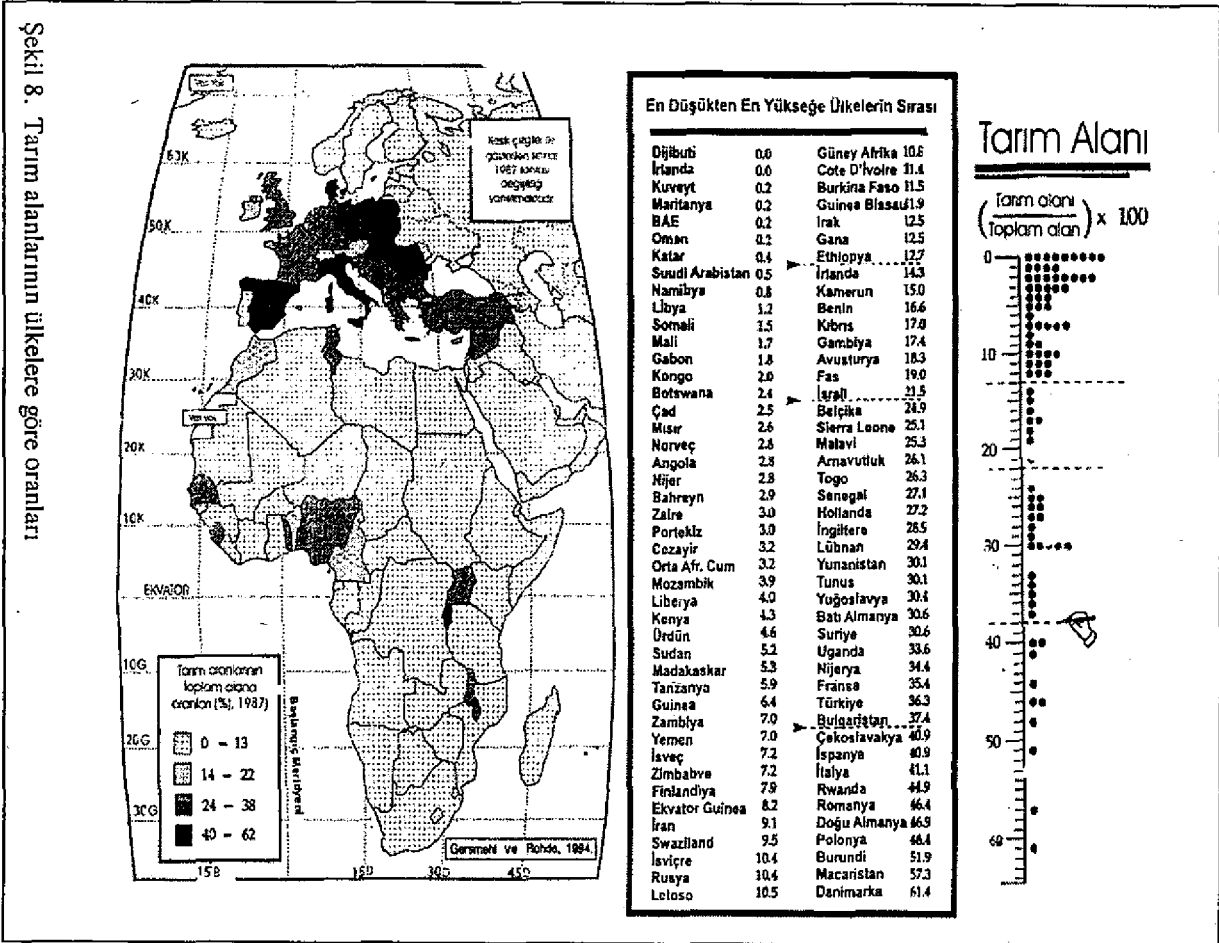 Şekil 8. Tarım alanlarının ülkelere göre oranları
Veri yok
60K
50K
40K
30K
20K
10K
EKVATOR
10G
20G
30G
Veri yok
Kesik çizgiler ile
gösterilen
1987
değişikliği
Tarım oranlarının
toplam alana
oranları (%), 1987)
0 - 13
14 - 22
24 - 38
40 - 62
Başlangıç Meridyeni
15B
15D
30D
45D
Gersmehl ve Rohde, 1994.
En Düşükten En Yükseğe Ülkelerin Sırası
Dijibuti 0.0
İrlanda 0.0
Kuveyt 0.2
Maritanya 0.2
BAE 0.2
Oman 0.2
Katar 0.4
Suudi Arabistan 0.5
Namibya 0.8
Libya 1.2
Somali 1.5
Mali 1.7
Gabon 1.8
Kongo 2.0
Botswana 2.4
Çad 2.5
Mısır 2.6
Norveç 2.8
Angola 2.8
Nijer 2.8
Bahreyn 2.9
Zaire 3.0
Portekiz 3.0
Cezayir 3.2
Orta Afr. Cum 3.2
Mozambik 3.9
Liberya 4.0
Kenya 4.3
Ürdün 4.6
Sudan 5.2
Madakaskar 5.3
Tanzanya 5.9
Guinea 6.4
Zambiya 7.0
Yemen 7.0
İsveç 7.2
Zimbabve 7.2
Finlandiya 7.9
Ekvator Guinea 8.2
İran 9.1
Swaziland 9.5
İsviçre 10.4
Rusya 10.4
Leloso 10.5
Güney Afrika
Cote D'İvoire 11.4
Burkina Faso 11.5
Guinea Bissau 11.9
Irak 12.5
Gana 12.5
Ethiopya 12.7
İrlanda 14.3
Kamerun 15.0
Benin 16.6
Kıbrıs 17.0
Gambiya 17.4
Avusturya 18.3
Fas 19.0
İsrail 21.5
Belçika 24.9
Sierra Leone 25.1
Malavi 25.3
Arnavutluk 26.1
Togo 26.3
Senegal 27.1
Hollanda 27.2
İngiltere 28.5
Lübnan 29.4
Yunanistan 30.1
Tunus 30.1
Yuğoslavya 30.4
Batı Almanya 30.6
Suriye 30.6
Uganda 33.6
Nijerya 34.4
Fransa 35.4
Türkiye 36.3
Bulgaristan 37.4
Çekoslavakya 40.9
İspanya 40.9
İtalya 41.1
Rwanda 44.9
Romanya 46.4
Doğu Almanya 46.9
Polonya 48.4
Burundi 51.9
Macaristan 57.3
Danimarka 61.4
Tarım Alanı
(Tarım alanı
Toplam alan) x 100
0
10
20
30
40
50
60